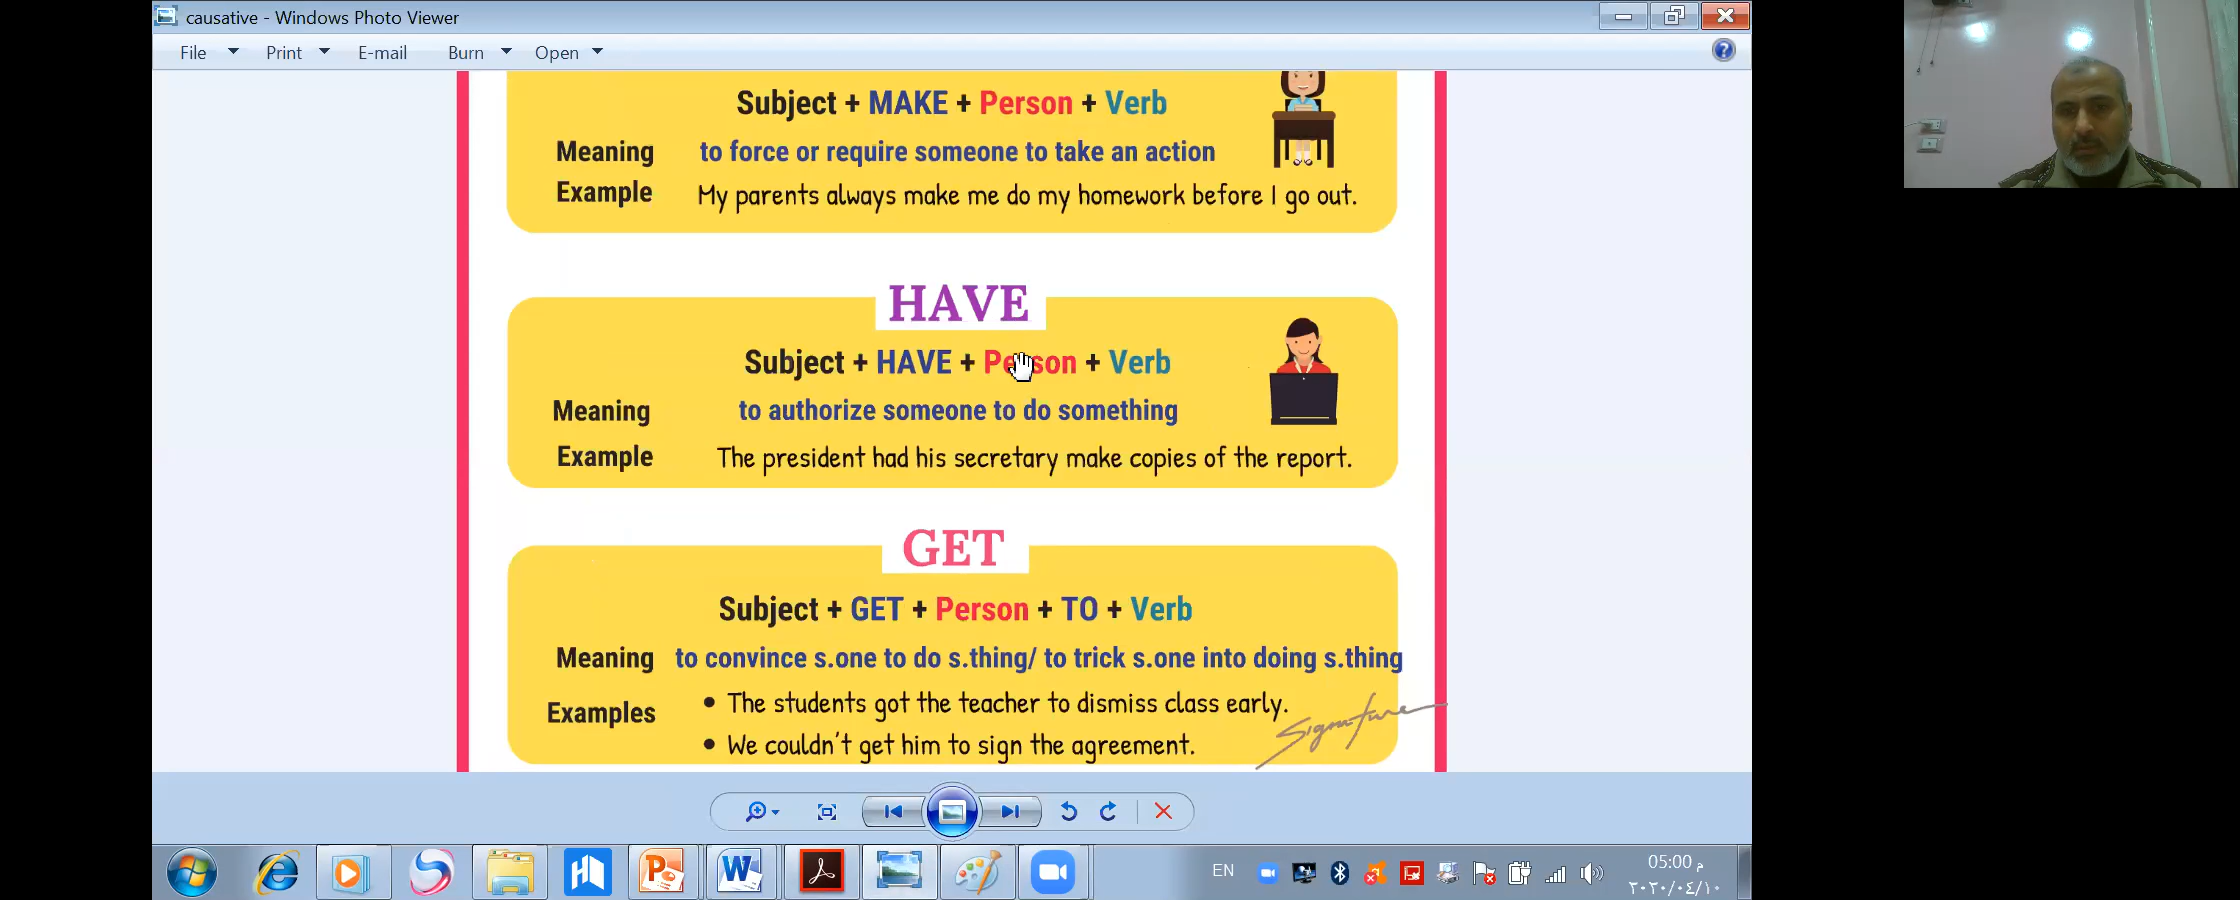 causative - Windows Photo Viewer
File Print E-mail Burn Open
Subject + MAKE + Person + Verb
Meaning to force or require someone to take an action
Example My parents always make me do my homework before I go out.
HAVE
Subject + HAVE + Person + Verb
Meaning to authorize someone to do something
Example The president had his secretary make copies of the report.
GET
Subject + GET + Person + TO + Verb
Meaning to convince s.one to do s.thing/ to trick s.one into doing s.thing
Examples
• The students got the teacher to dismiss class early.
• We couldn't get him to sign the agreement.
Signature
EN
05:00 م
٢٠٢٠/٠٤/١٠